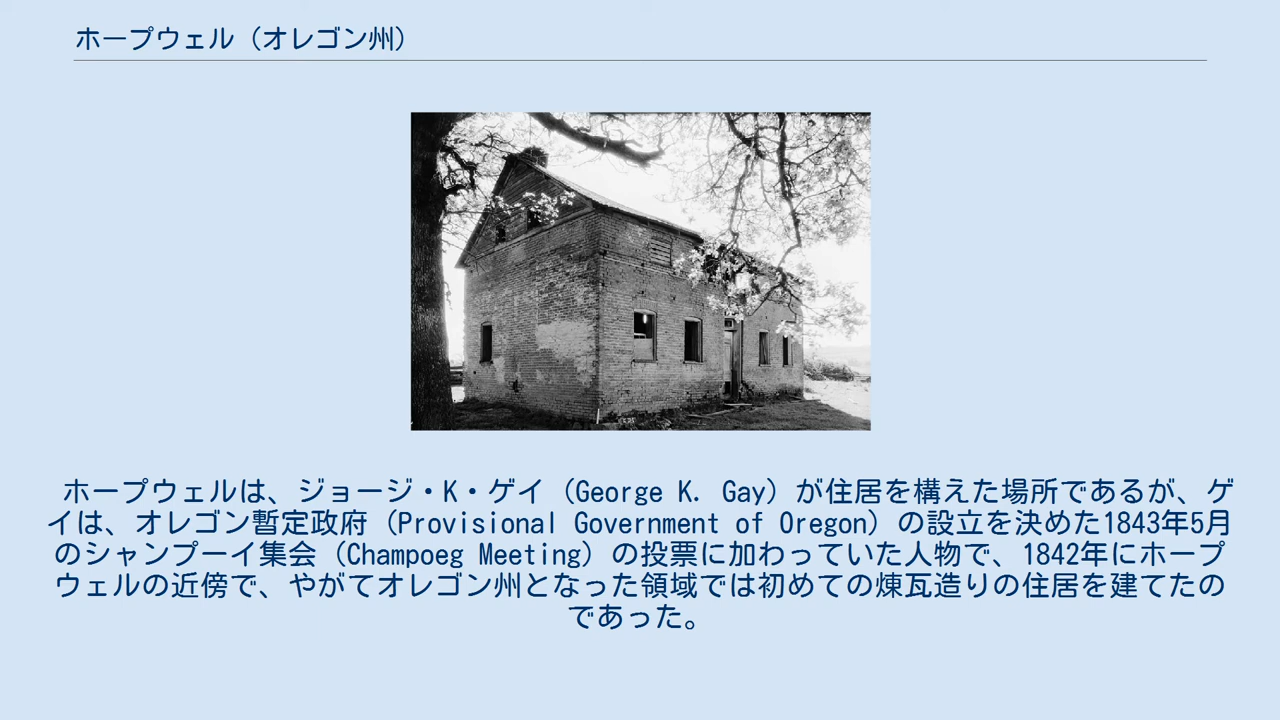 ホープウェル（オレゴン州）
ホープウェルは、ジョージ・K・ゲイ（George K. Gay）が住居を構えた場所であるが、ゲ
イは、オレゴン暫定政府（Provisional Government of Oregon）の設立を決めた1843年5月
のシャンプーイ集会（Champoeg Meeting）の投票に加わっていた人物で、1842年にホープ
ウェルの近傍で、やがてオレゴン州となった領域では初めての煉瓦造りの住居を建てたの
であった。